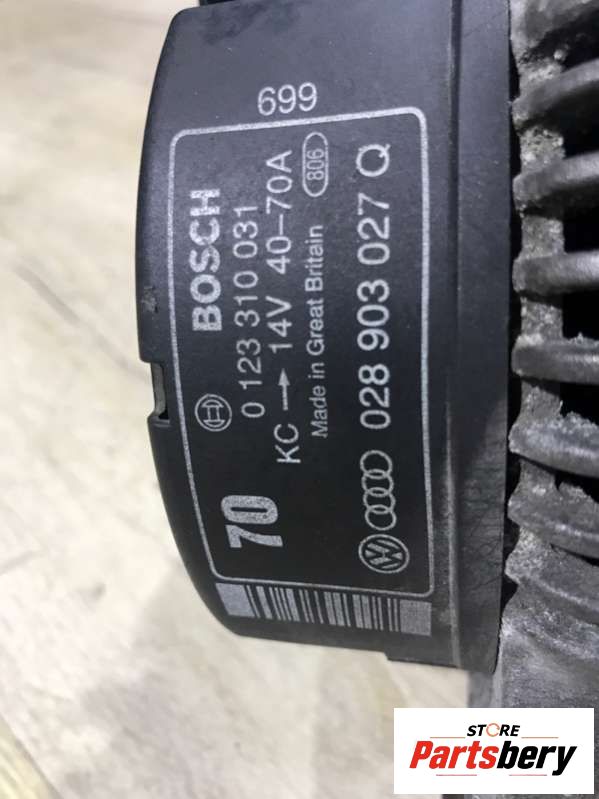 699
BOSCH
0 123 310 031
KC → 14V 40-70A
Made in Great Britain
806
70
028 903 027 Q
STORE
Partsbery